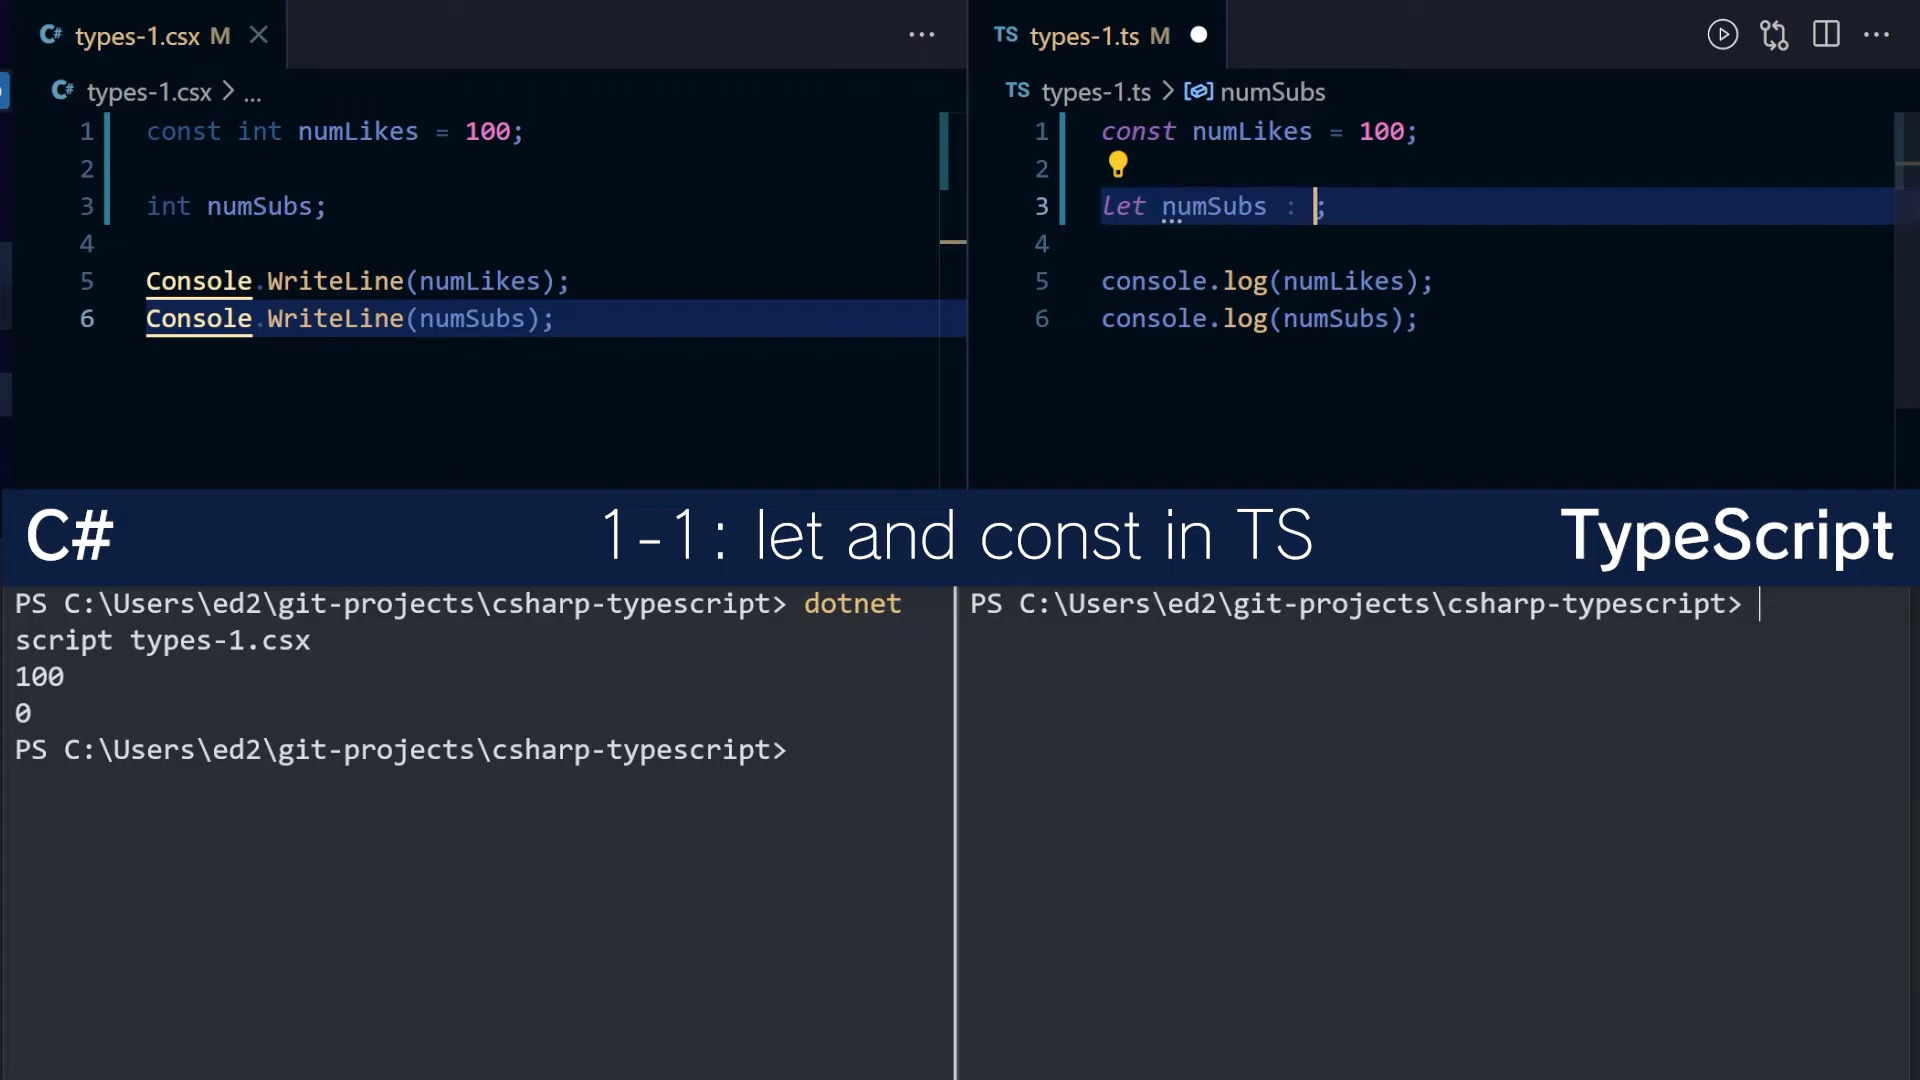 C# types-1.csx M
TS types-1.ts M
C# types-1.csx > ...
1 const int numLikes = 100;
2
3 int numSubs;
4
5 Console.WriteLine(numLikes);
6 Console.WriteLine(numSubs);
TS types-1.ts > numSubs
1 const numLikes = 100;
2
3 let numSubs : ;
4
5 console.log(numLikes);
6 console.log(numSubs);
C#
1-1: let and const in TS
TypeScript
PS C:\Users\ed2\git-projects\csharp-typescript> dotnet
script types-1.csx
100
0
PS C:\Users\ed2\git-projects\csharp-typescript>
PS C:\Users\ed2\git-projects\csharp-typescript>